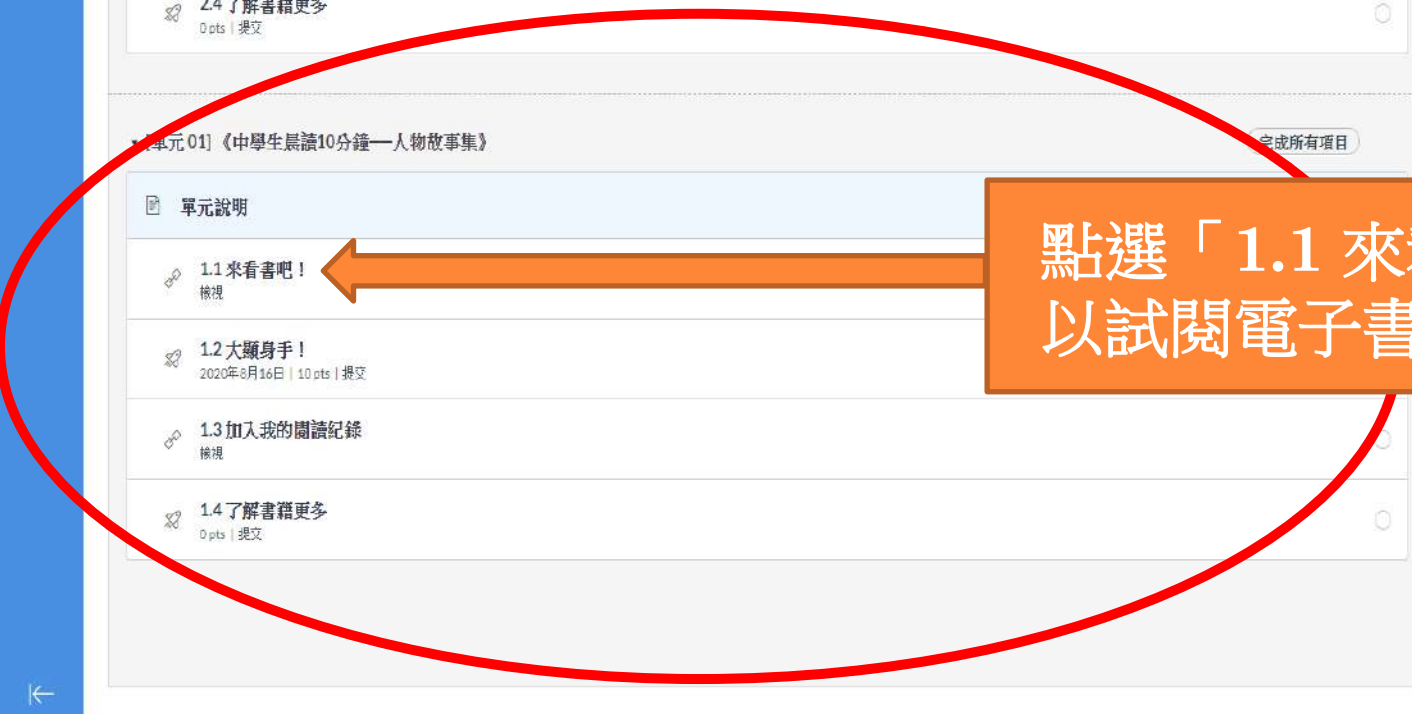 2.4 了解書籍更多
0 pts | 提交
單元 01] 《中學生晨讀10分鐘──人物故事集》
完成所有項目
單元說明
1.1 來看書吧！
檢視
點選「1.1 來
以試閱電子書
1.2 大顯身手！
2020年8月16日 | 10 pts | 提交
1.3 加入我的閱讀紀錄
檢視
1.4 了解書籍更多
0 pts | 提交